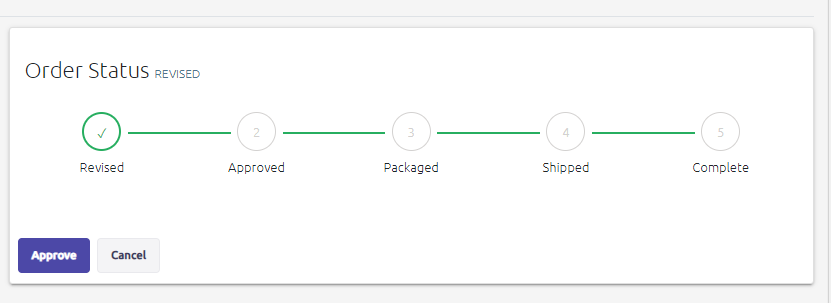 Order Status REVISED
✓ 2 3 4 5
Revised Approved Packaged Shipped Complete
Approve Cancel